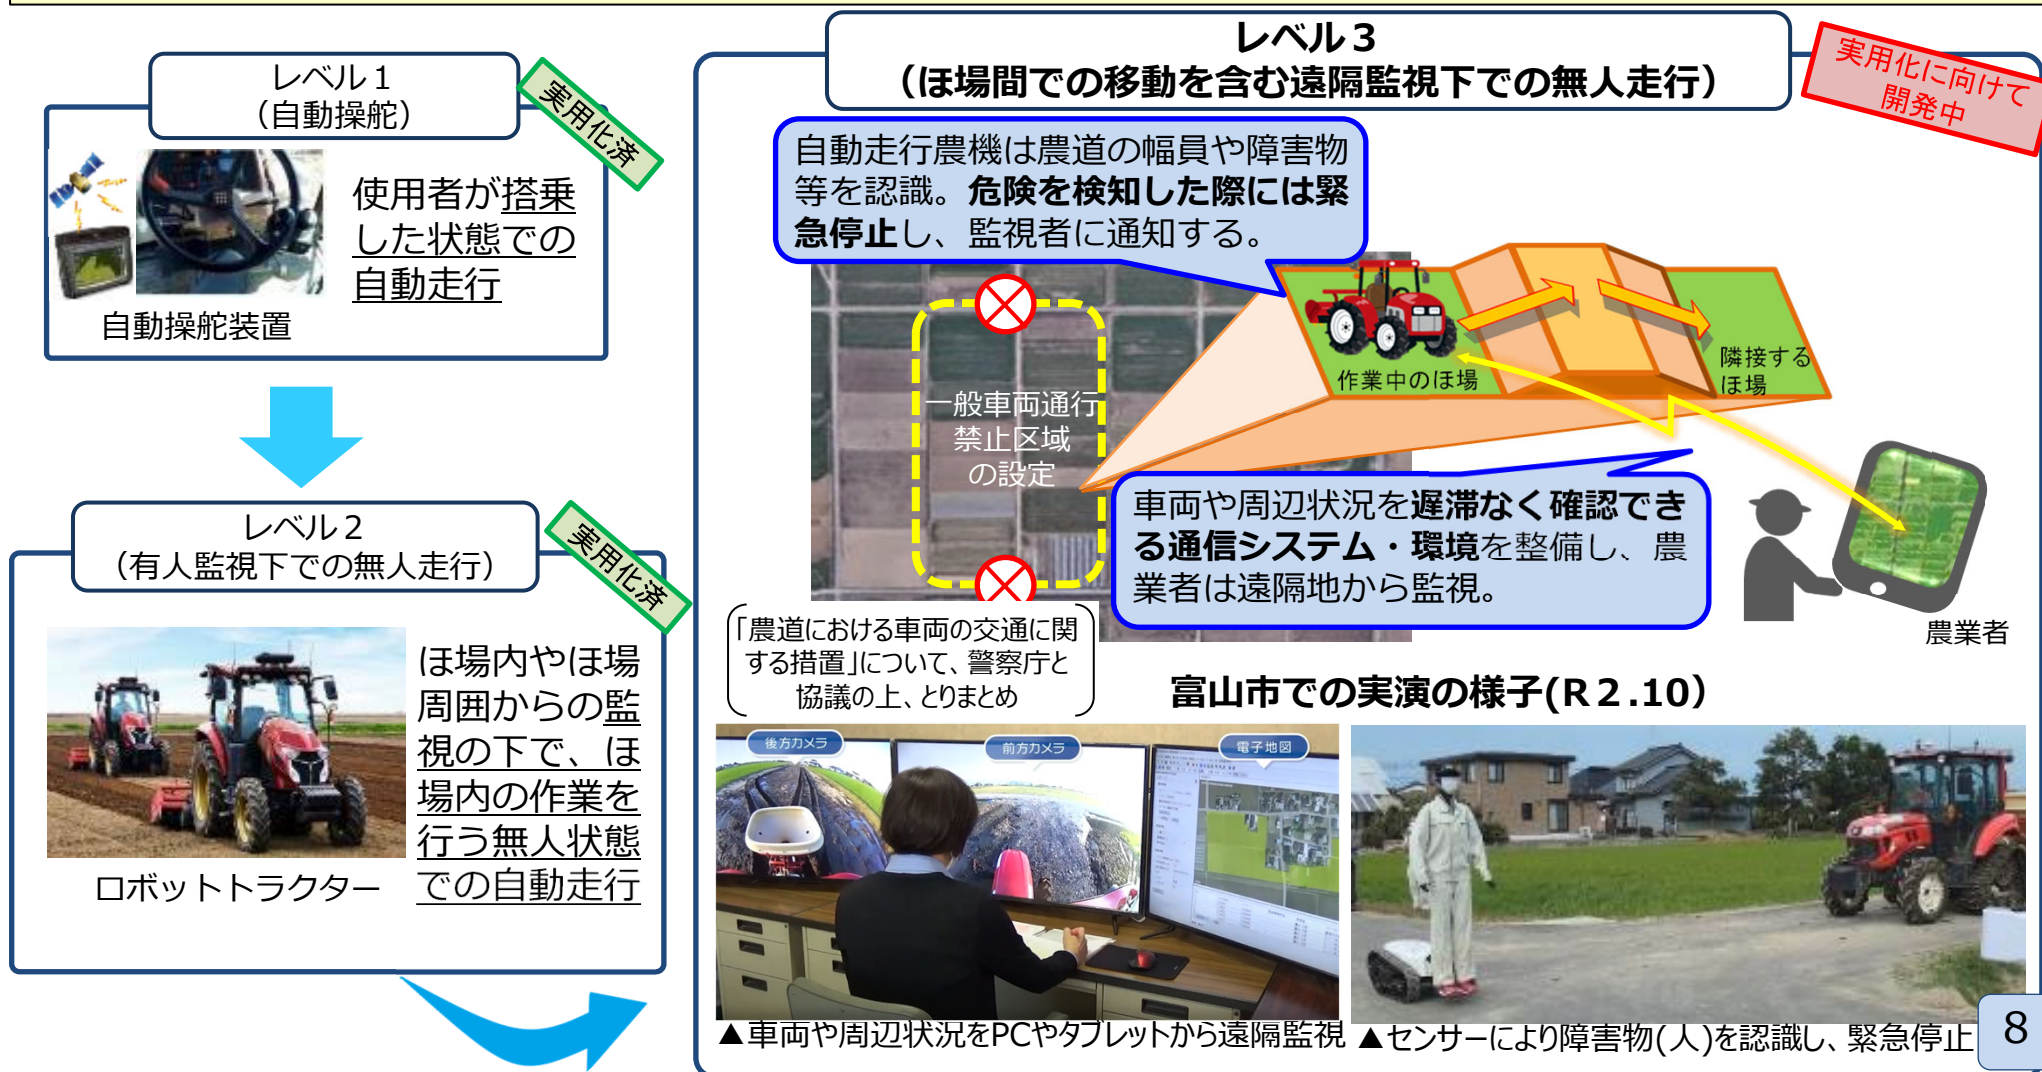 レベル１
（自動操舵）
実用化済
使用者が搭乗
した状態での
自動走行
自動操舵装置
レベル２
（有人監視下での無人走行）
実用化済
ほ場内やほ場
周囲からの監
視の下で、ほ
場内の作業を
行う無人状態
での自動走行
ロボットトラクター
レベル３
（ほ場間での移動を含む遠隔監視下での無人走行）
実用化に向けて
開発中
自動走行農機は農道の幅員や障害物
等を認識。危険を検知した際には緊
急停止し、監視者に通知する。
一般車両通行
禁止区域
の設定
作業中のほ場
隣接する
ほ場
車両や周辺状況を遅滞なく確認でき
る通信システム・環境を整備し、農
業者は遠隔地から監視。
農業者
「農道における車両の交通に関
する措置」について、警察庁と
協議の上、とりまとめ
富山市での実演の様子(R２.10）
後方カメラ
前方カメラ
電子地図
▲車両や周辺状況をPCやタブレットから遠隔監視
▲センサーにより障害物(人)を認識し、緊急停止
8